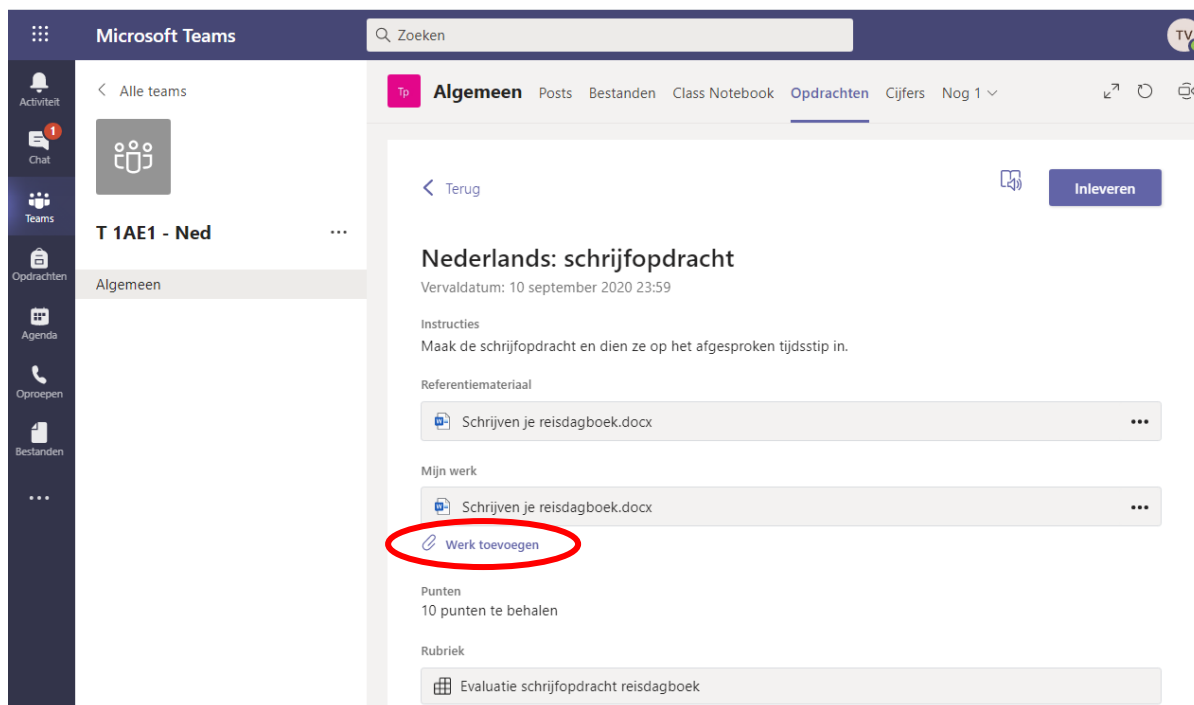 Microsoft Teams
Zoeken
TV
Activiteit
1
Chat
Teams
Opdrachten
Agenda
Oproepen
Bestanden
Alle teams
T 1AE1 - Ned
Algemeen
Tp
Algemeen Posts Bestanden Class Notebook Opdrachten Cijfers Nog 1
Terug
Inleveren
Nederlands: schrijfopdracht
Vervaldatum: 10 september 2020 23:59
Instructies
Maak de schrijfopdracht en dien ze op het afgesproken tijdsstip in.
Referentiemateriaal
Schrijven je reisdagboek.docx
Mijn werk
Schrijven je reisdagboek.docx
Werk toevoegen
Punten
10 punten te behalen
Rubriek
Evaluatie schrijfopdracht reisdagboek